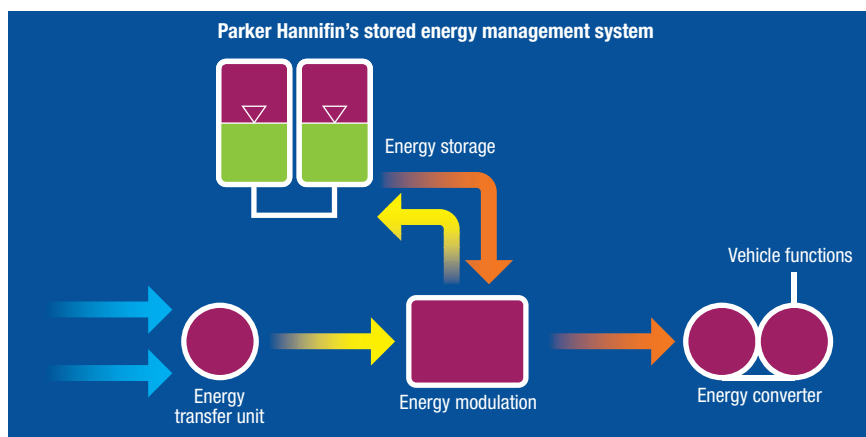 Parker Hannifin’s stored energy management system
Energy storage
Vehicle functions
Energy
transfer unit
Energy modulation
Energy converter